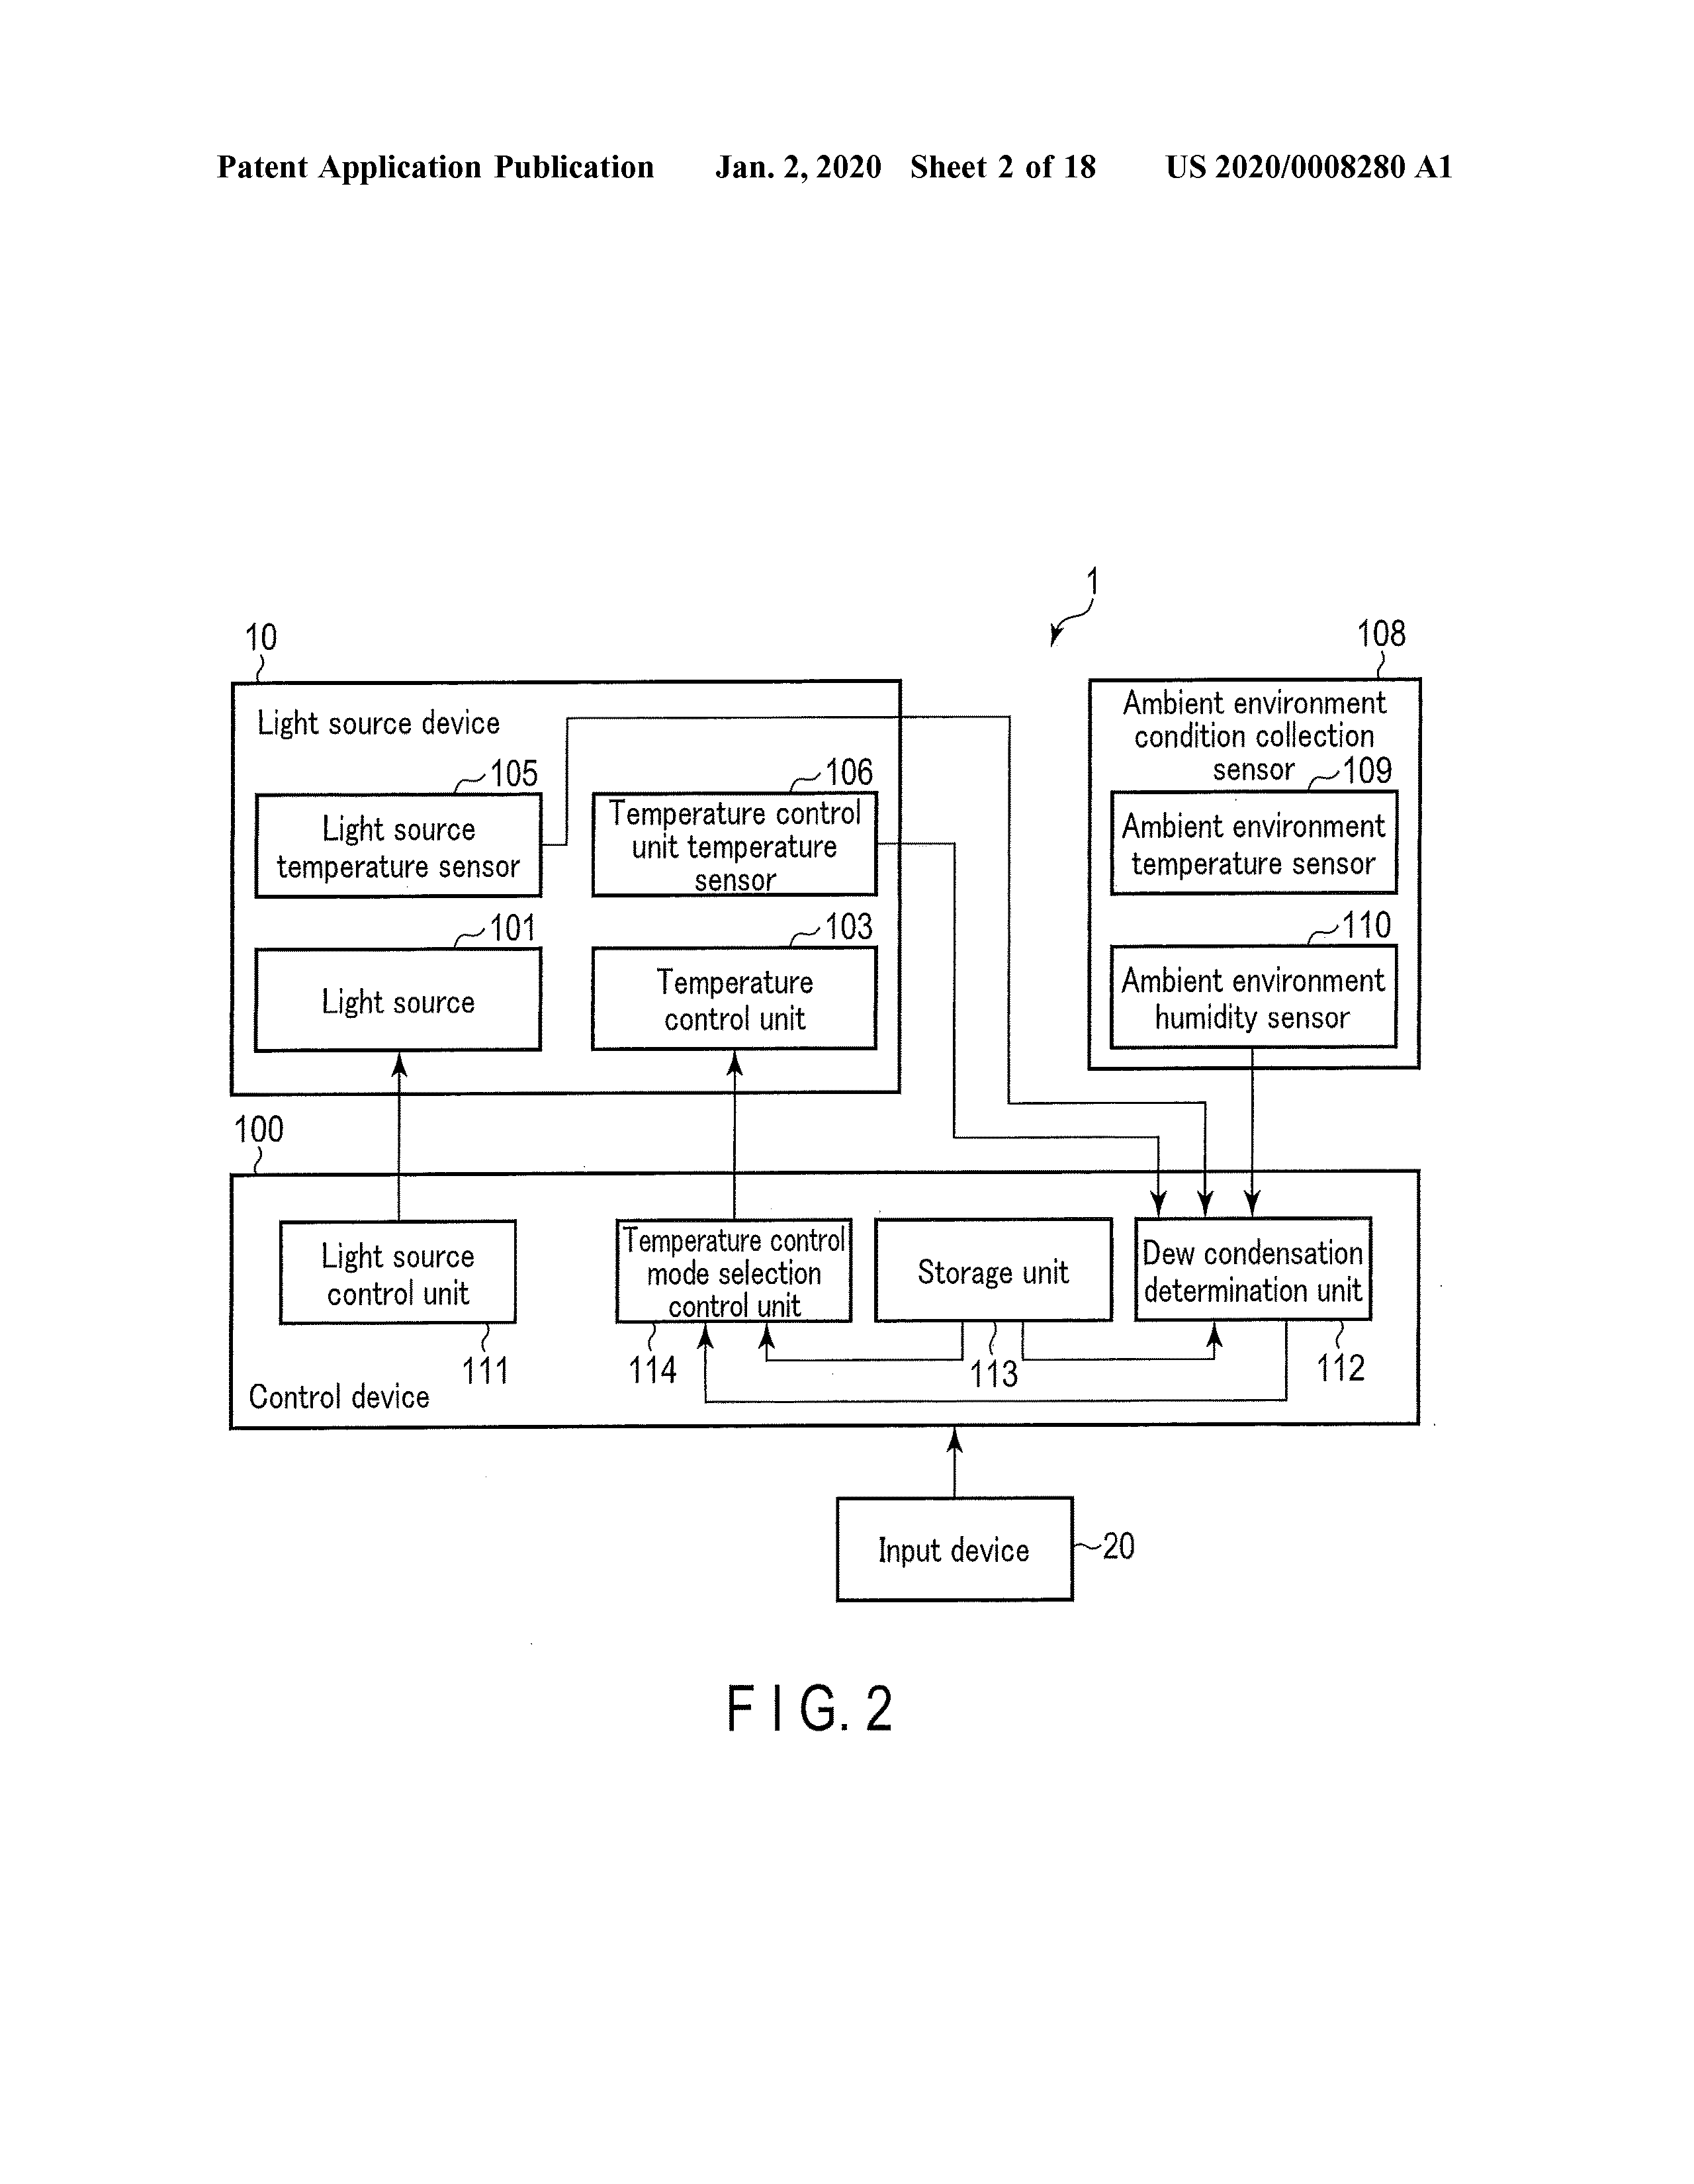 Patent Application Publication Jan. 2, 2020 Sheet 2 of 18 US 2020/0008280 A1
1
10
108
Light source device
Ambient environment
condition collection
sensor
105
106
109
Light source
temperature sensor
Temperature control
unit temperature
sensor
Ambient environment
temperature sensor
101
103
110
Light source
Temperature
control unit
Ambient environment
humidity sensor
100
Light source
control unit
Temperature control
mode selection
control unit
Storage unit
Dew condensation
determination unit
111
114
113
112
Control device
Input device
20
FIG. 2